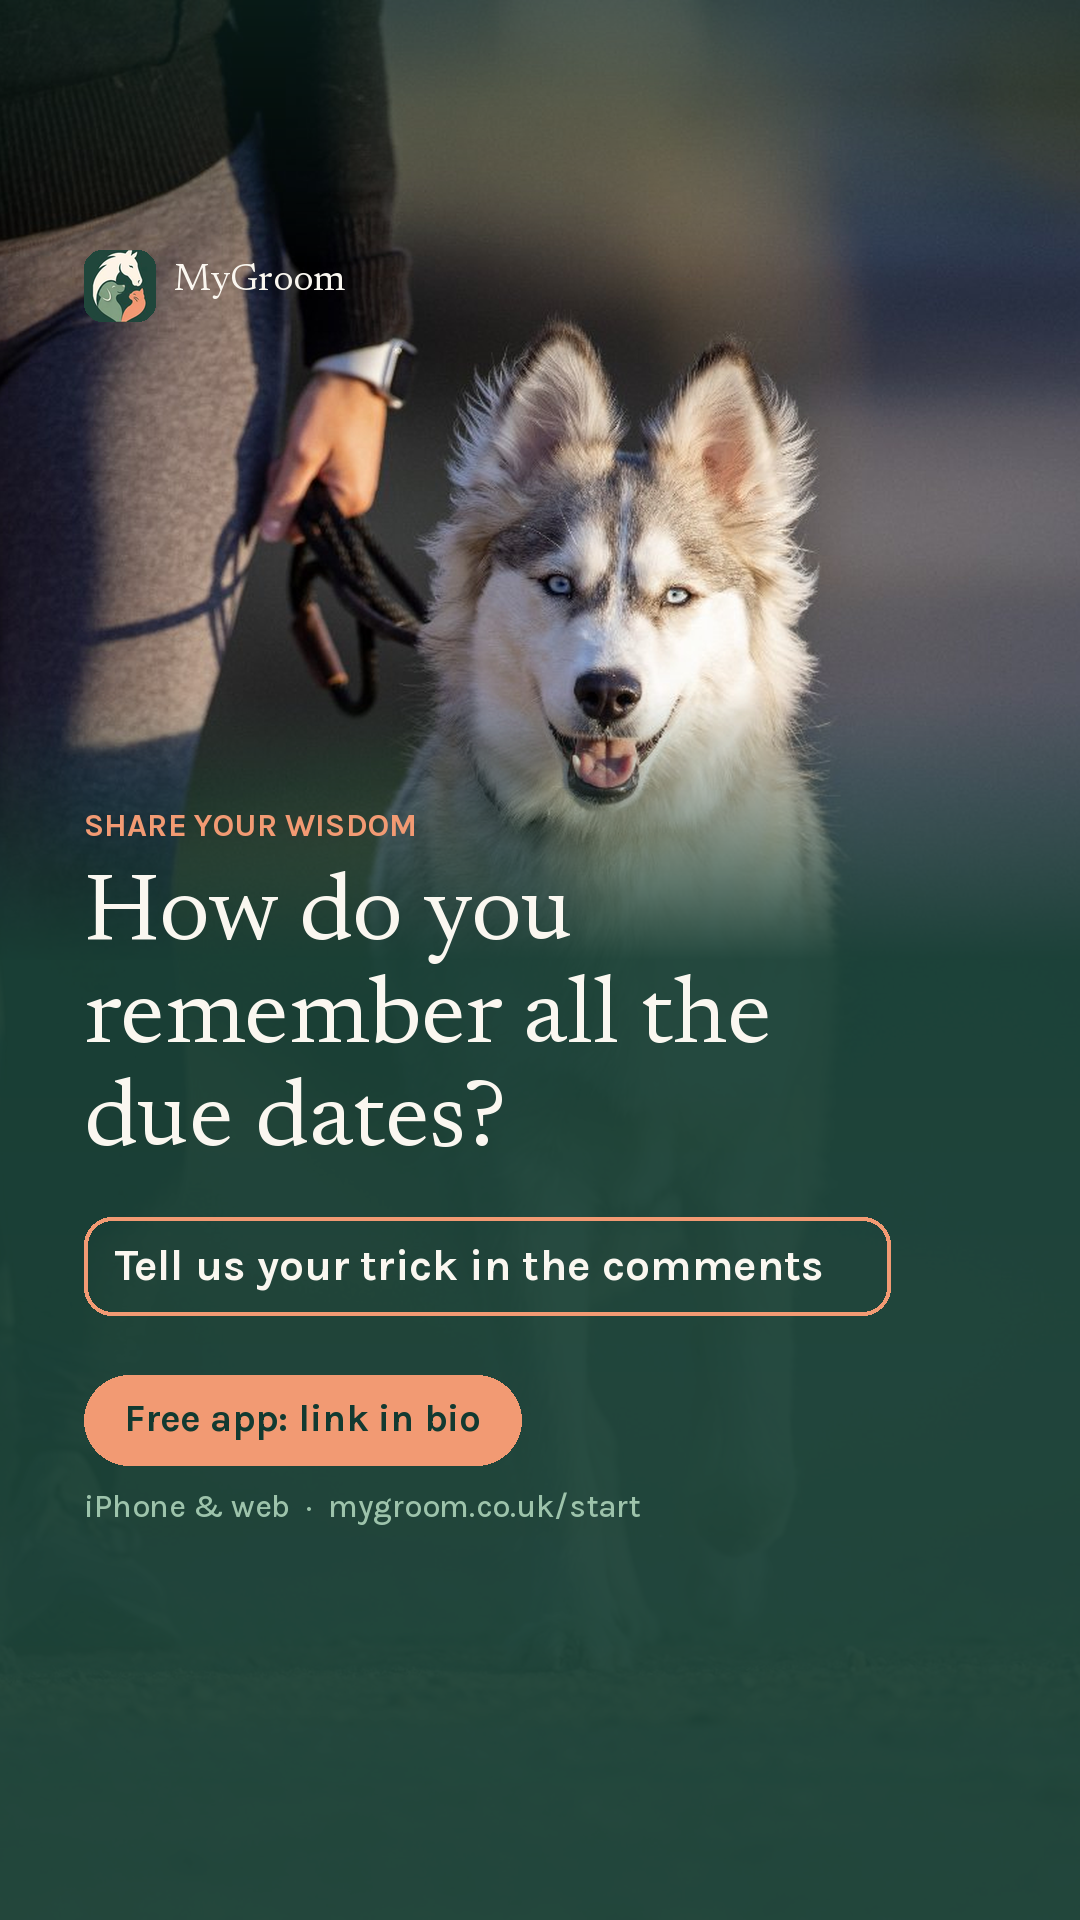 MyGroom
SHARE YOUR WISDOM
How do you
remember all the
due dates?
Tell us your trick in the comments
Free app: link in bio
iPhone & web · mygroom.co.uk/start